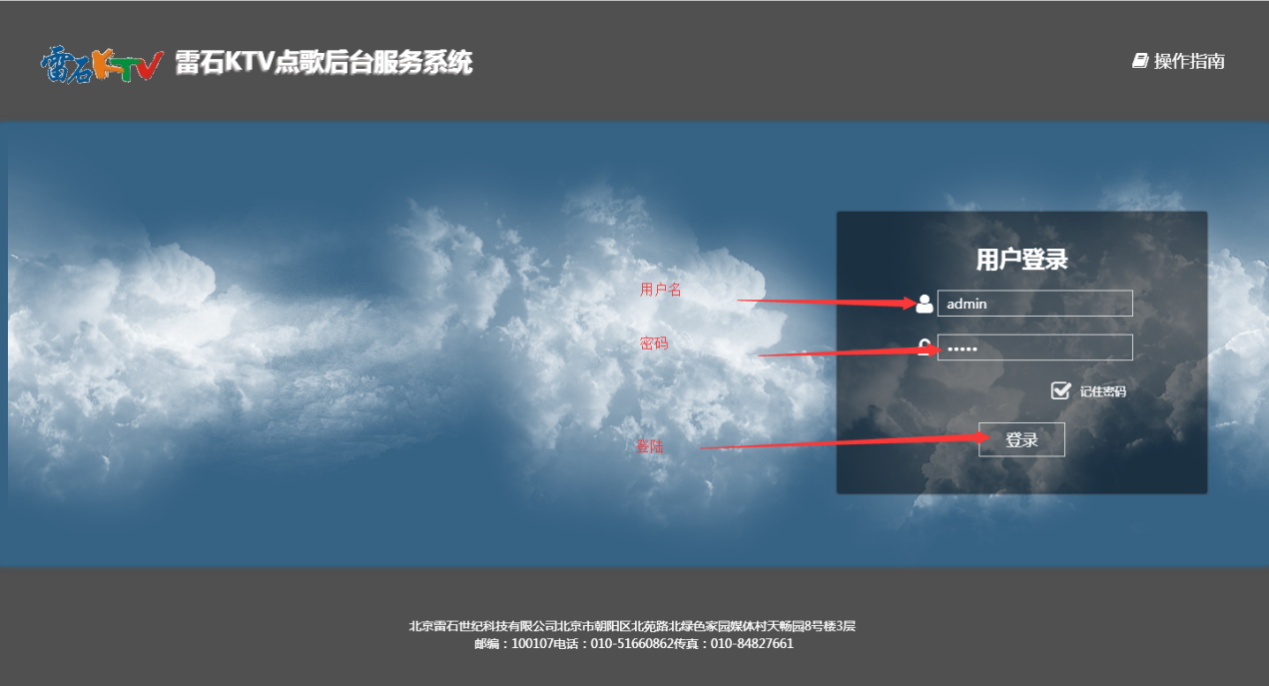 雷石KTV 雷石KTV点歌后台服务系统
操作指南
用户登录
用户名
admin
密码
•••••
记住密码
登陆
登录
北京雷石世纪科技有限公司北京市朝阳区北苑路北绿色家园媒体村天畅园8号楼3层
邮编：100107电话：010-51660862传真：010-84827661